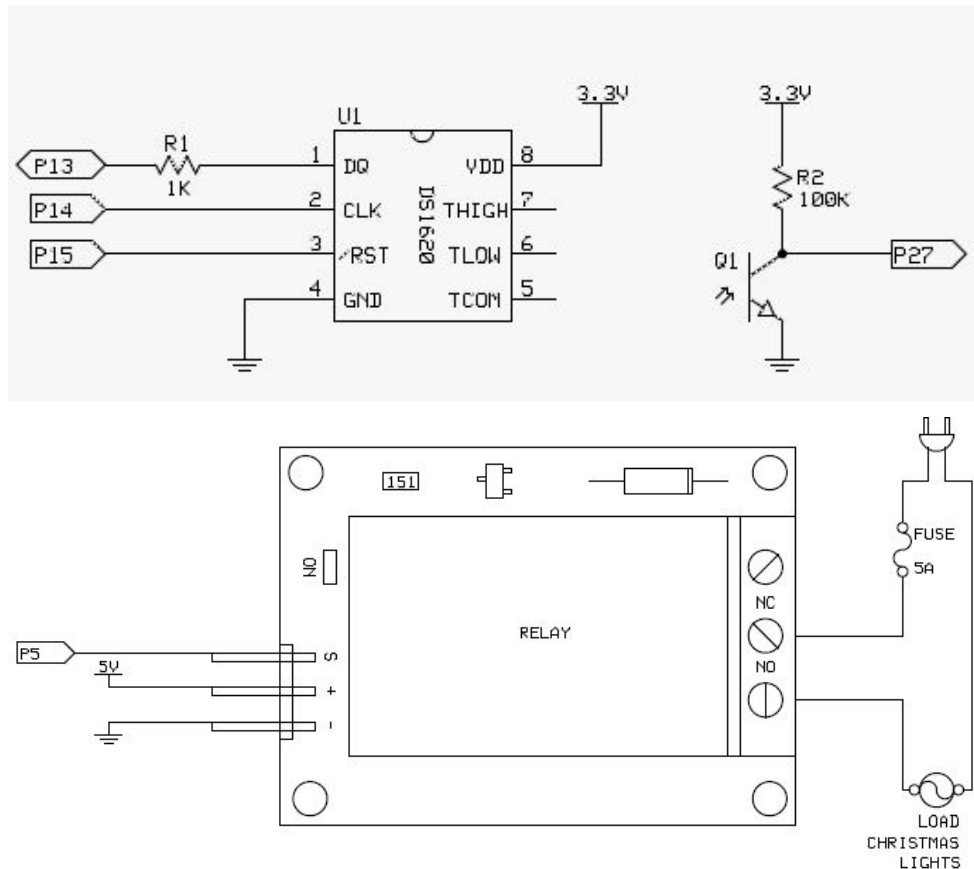 3.3V
3.3V
U1
R1
1K
P13
P14
P15
1
2
3
4
DQ
CLK
/RST
GND
DS1620
VDD
THIGH
TLOW
TCOM
8
7
6
5
R2
100K
Q1
P27
151
ON
RELAY
NC
NO
FUSE
5A
P5
5V
S
+
-
LOAD
CHRISTMAS
LIGHTS